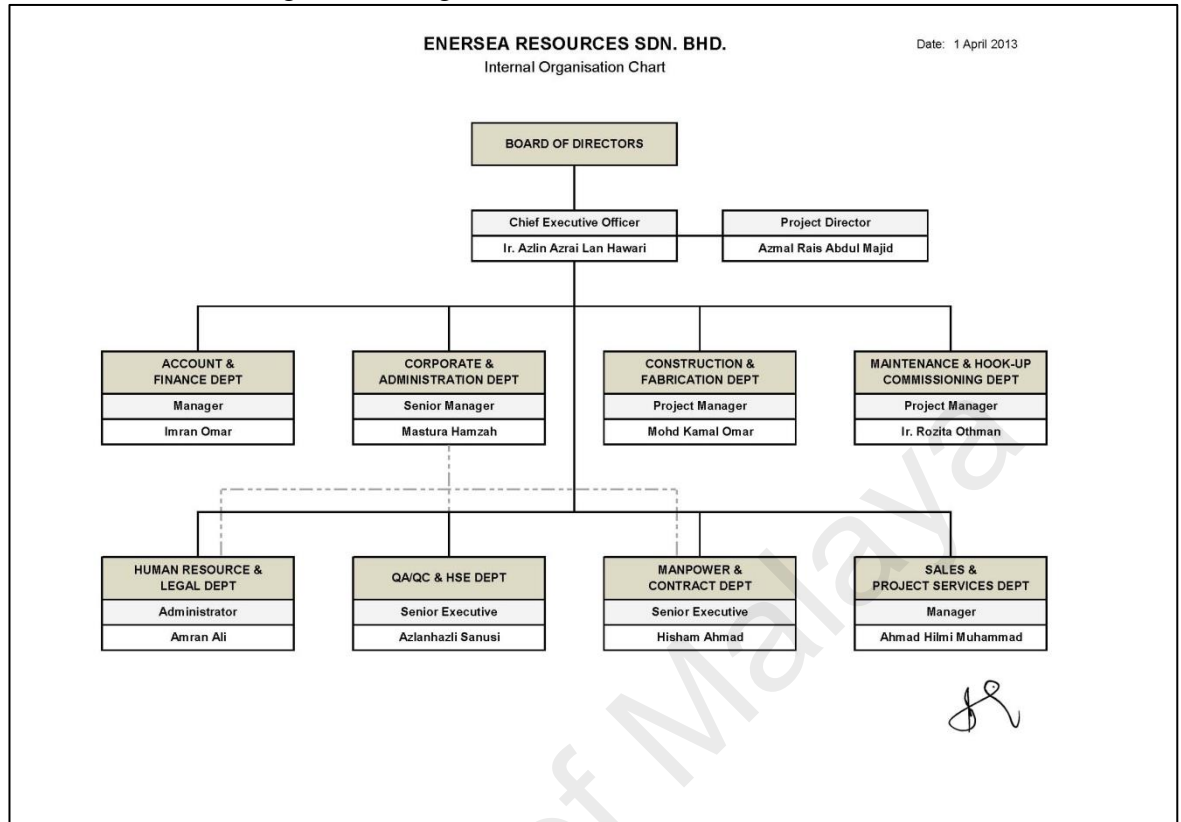 ENERSEA RESOURCES SDN. BHD.
Date: 1 April 2013
Internal Organisation Chart
BOARD OF DIRECTORS
Chief Executive Officer
Ir. Azlin Azrai Lan Hawari
Project Director
Azmal Rais Abdul Majid
ACCOUNT &
FINANCE DEPT
Manager
Imran Omar
CORPORATE &
ADMINISTRATION DEPT
Senior Manager
Mastura Hamzah
CONSTRUCTION &
FABRICATION DEPT
Project Manager
Mohd Kamal Omar
MAINTENANCE & HOOK-UP
COMMISSIONING DEPT
Project Manager
Ir. Rozita Othman
HUMAN RESOURCE &
LEGAL DEPT
Administrator
Amran Ali
QA/QC & HSE DEPT
Senior Executive
Azlanhazli Sanusi
MANPOWER &
CONTRACT DEPT
Senior Executive
Hisham Ahmad
SALES &
PROJECT SERVICES DEPT
Manager
Ahmad Hilmi Muhammad
of Malaya